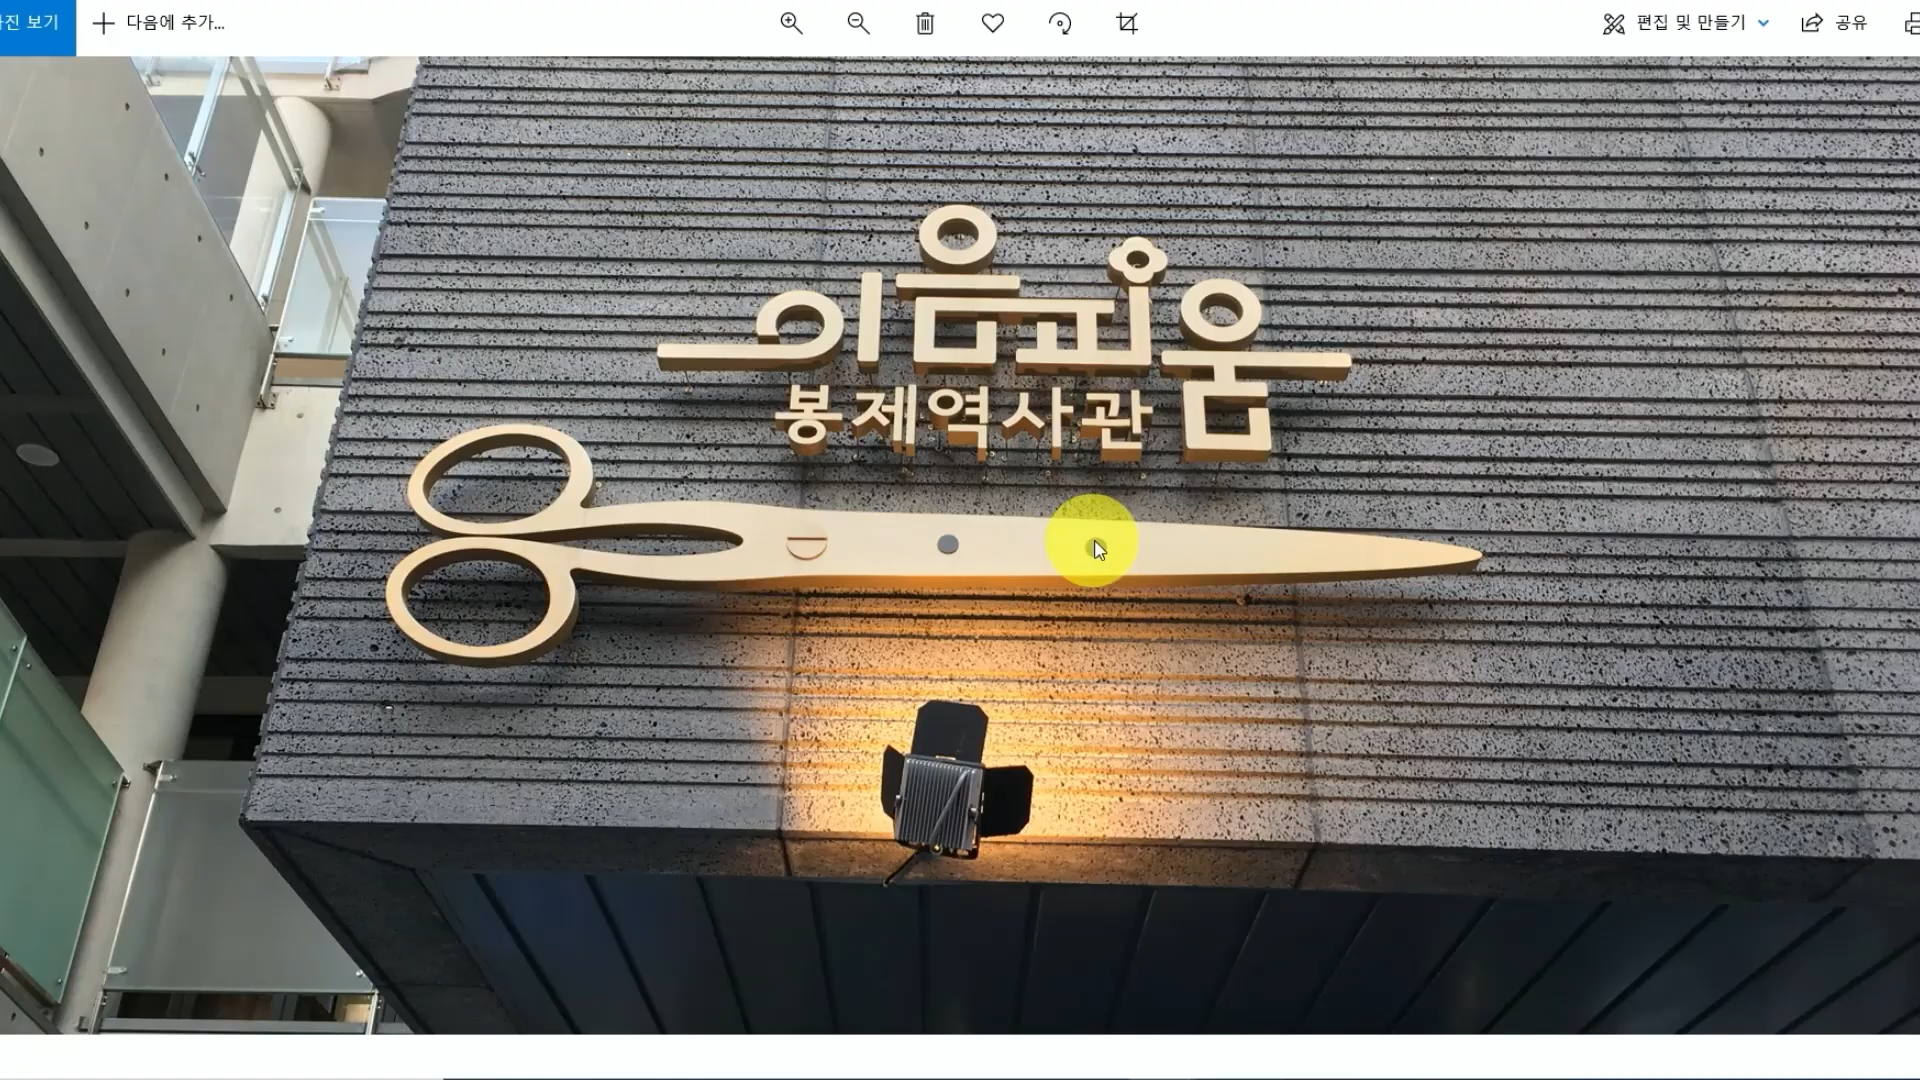 진 보기
다음에 추가...
편집 및 만들기
공유
이음피움
봉제역사관